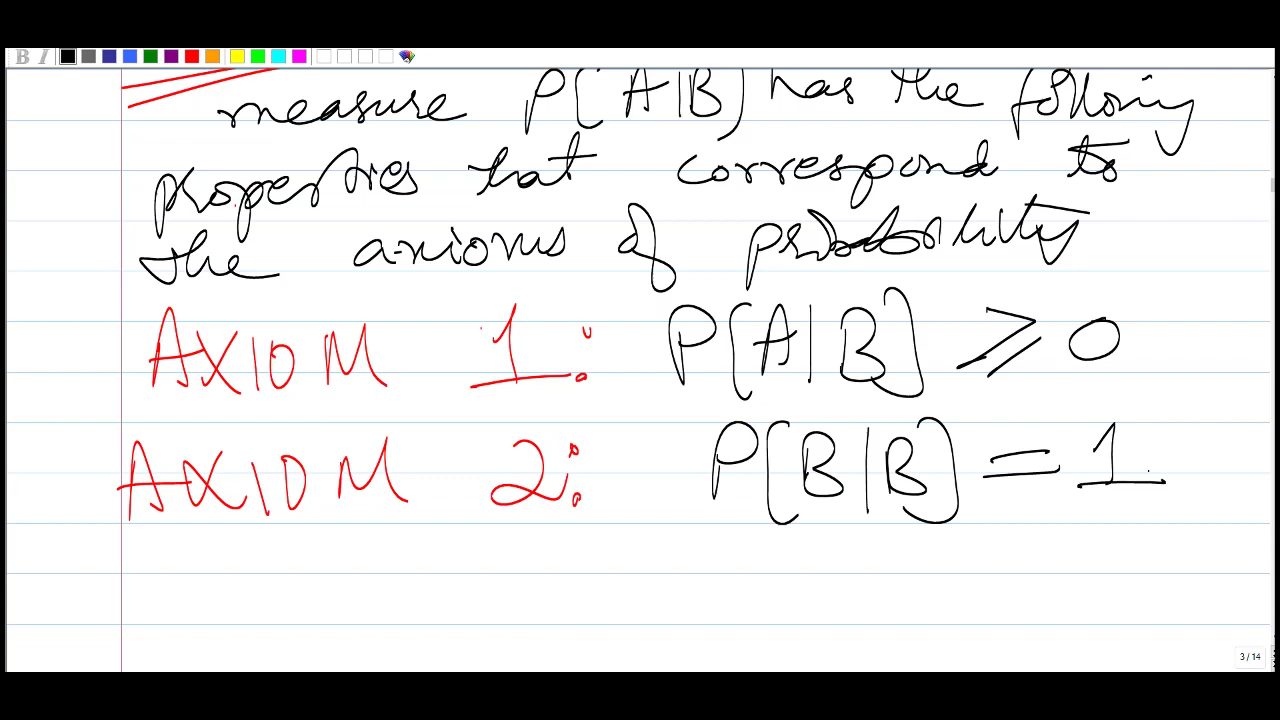 B I
measure P[A|B] has the following
properties that correspond to
the axioms of probability
AXIOM 1: P[A|B] ⩾ 0
AXIOM 2: P[B|B] = 1
3 / 14